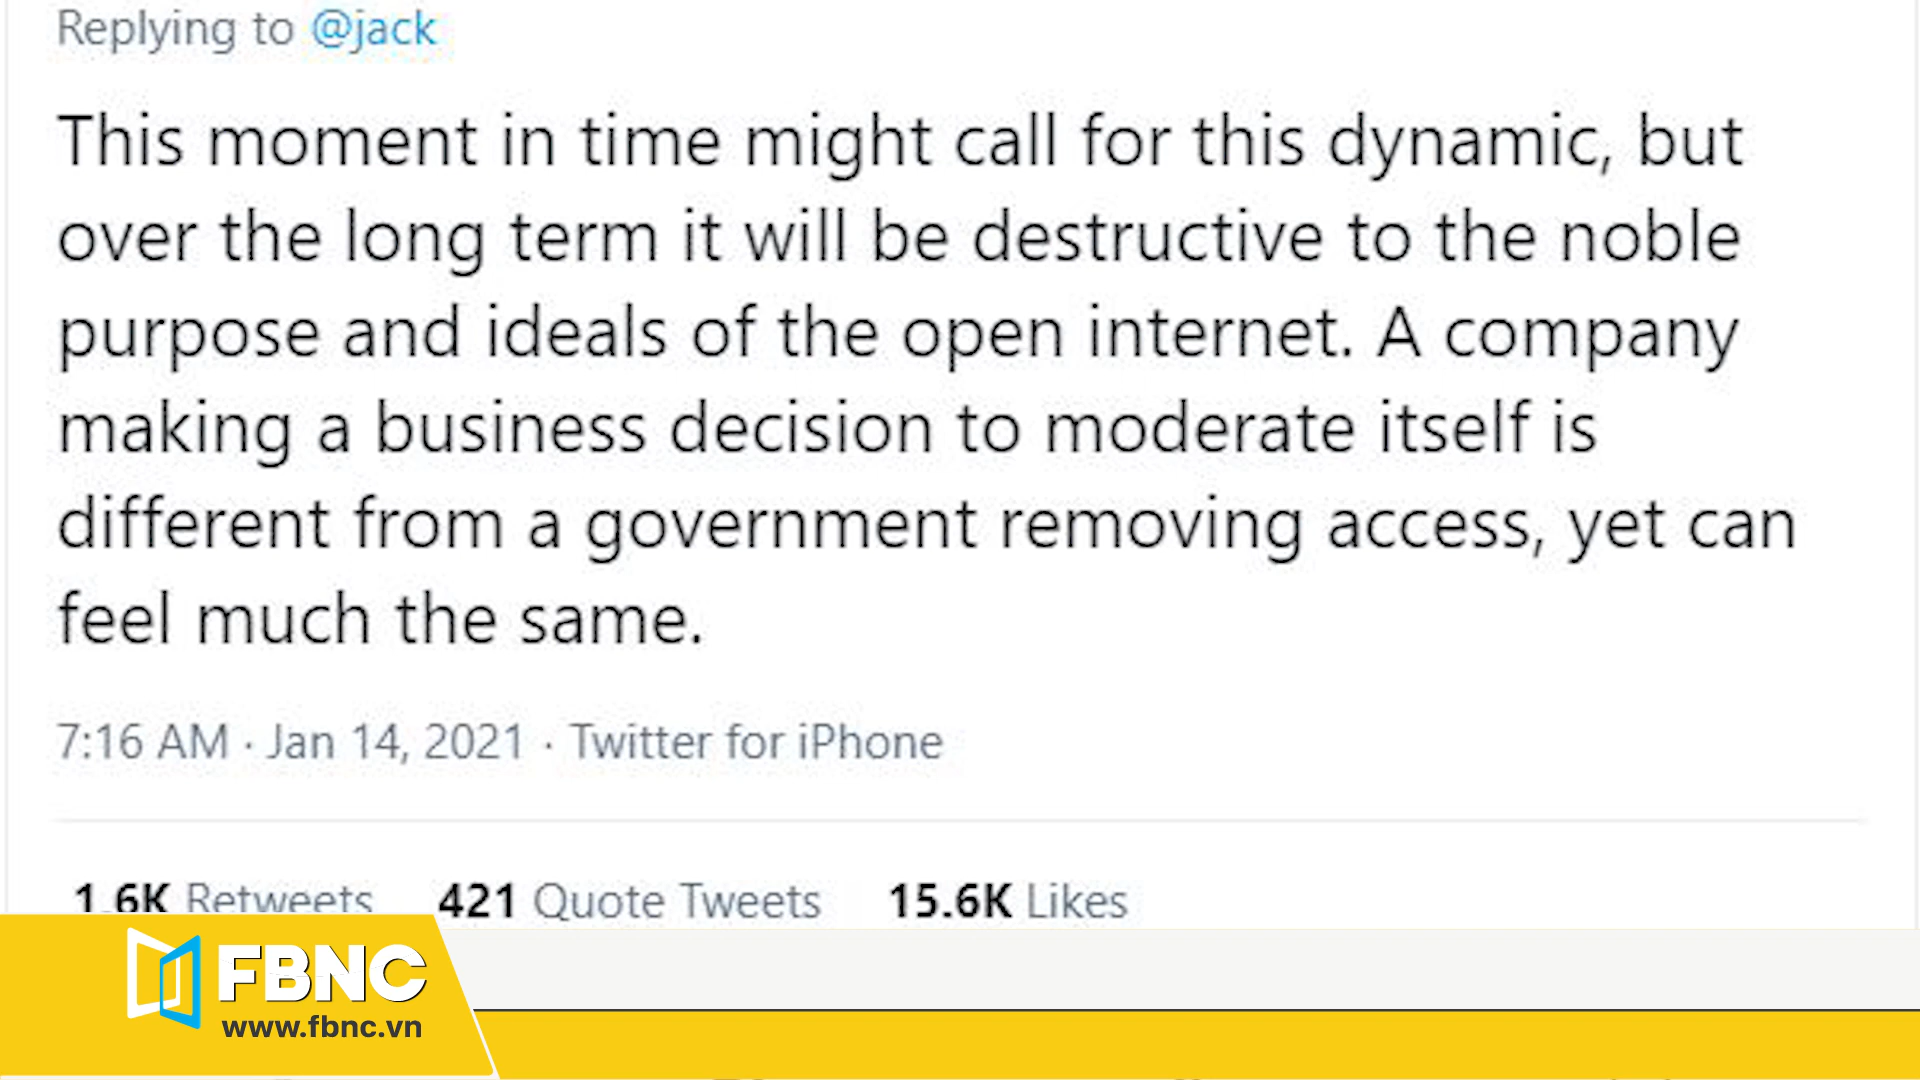 Replying to @jack
This moment in time might call for this dynamic, but
over the long term it will be destructive to the noble
purpose and ideals of the open internet. A company
making a business decision to moderate itself is
different from a government removing access, yet can
feel much the same.
7:16 AM · Jan 14, 2021 · Twitter for iPhone
1.6K Retweets 421 Quote Tweets 15.6K Likes
FBNC
www.fbnc.vn